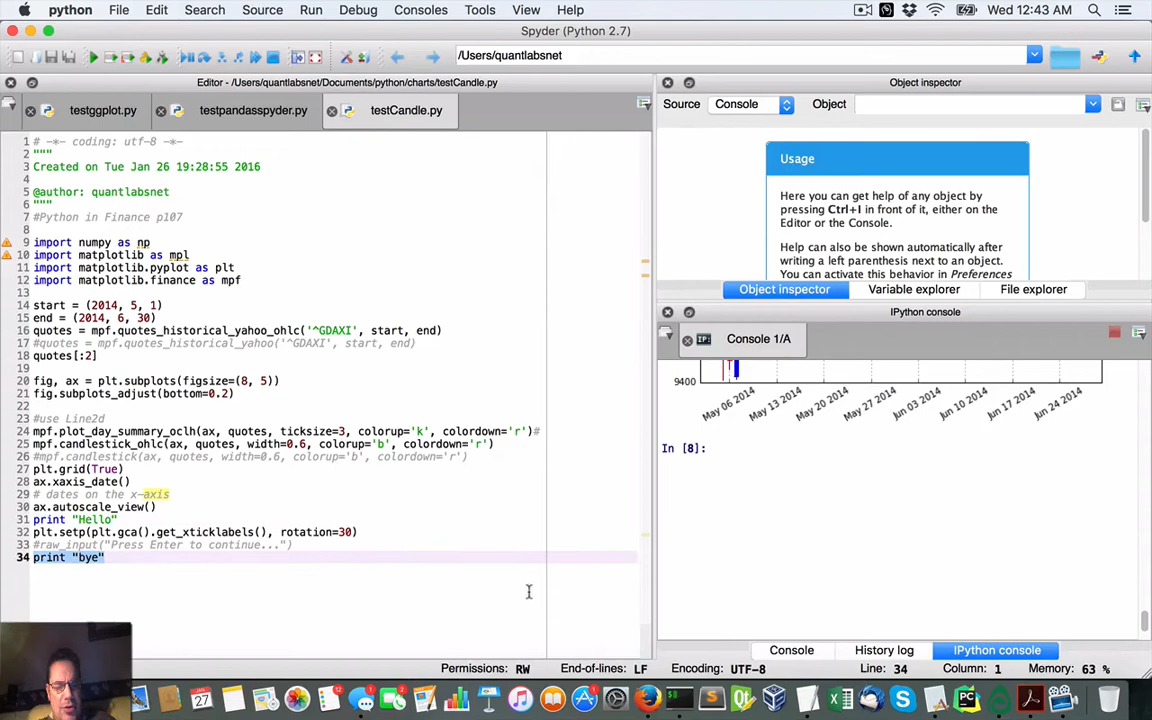 python File Edit Search Source Run Debug Consoles Tools View Help Wed 12:43 AM
Spyder (Python 2.7)
/Users/quantlabsnet
Editor - /Users/quantlabsnet/Documents/python/charts/testCandle.py
testggplot.py testpandasspyder.py testCandle.py
1 # -*- coding: utf-8 -*-
2 """
3 Created on Tue Jan 26 19:28:55 2016
4
5 @author: quantlabsnet
6 """
7 #Python in Finance p107
8
9 import numpy as np
10 import matplotlib as mpl
11 import matplotlib.pyplot as plt
12 import matplotlib.finance as mpf
13
14 start = (2014, 5, 1)
15 end = (2014, 6, 30)
16 quotes = mpf.quotes_historical_yahoo_ohlc('^GDAXI', start, end)
17 #quotes = mpf.quotes_historical_yahoo('^GDAXI', start, end)
18 quotes[:2]
19
20 fig, ax = plt.subplots(figsize=(8, 5))
21 fig.subplots_adjust(bottom=0.2)
22
23 #use Line2d
24 mpf.plot_day_summary_oclh(ax, quotes, ticksize=3, colorup='k', colordown='r')#
25 mpf.candlestick_ohlc(ax, quotes, width=0.6, colorup='b', colordown='r')
26 #mpf.candlestick(ax, quotes, width=0.6, colorup='b', colordown='r')
27 plt.grid(True)
28 ax.xaxis_date()
29 # dates on the x-axis
30 ax.autoscale_view()
31 print "Hello"
32 plt.setp(plt.gca().get_xticklabels(), rotation=30)
33 #raw_input("Press Enter to continue...")
34 print "bye"
Object inspector
Source Console Object
Usage
Here you can get help of any object by
pressing Ctrl+I in front of it, either on the
Editor or the Console.
Help can also be shown automatically after
writing a left parenthesis next to an object.
You can activate this behavior in Preferences
Object inspector Variable explorer File explorer
IPython console
Console 1/A
9400
May 06 2014 May 13 2014 May 20 2014 May 27 2014 Jun 03 2014 Jun 10 2014 Jun 17 2014 Jun 24 2014
In [8]:
Console History log IPython console
Permissions: RW End-of-lines: LF Encoding: UTF-8 Line: 34 Column: 1 Memory: 63 %